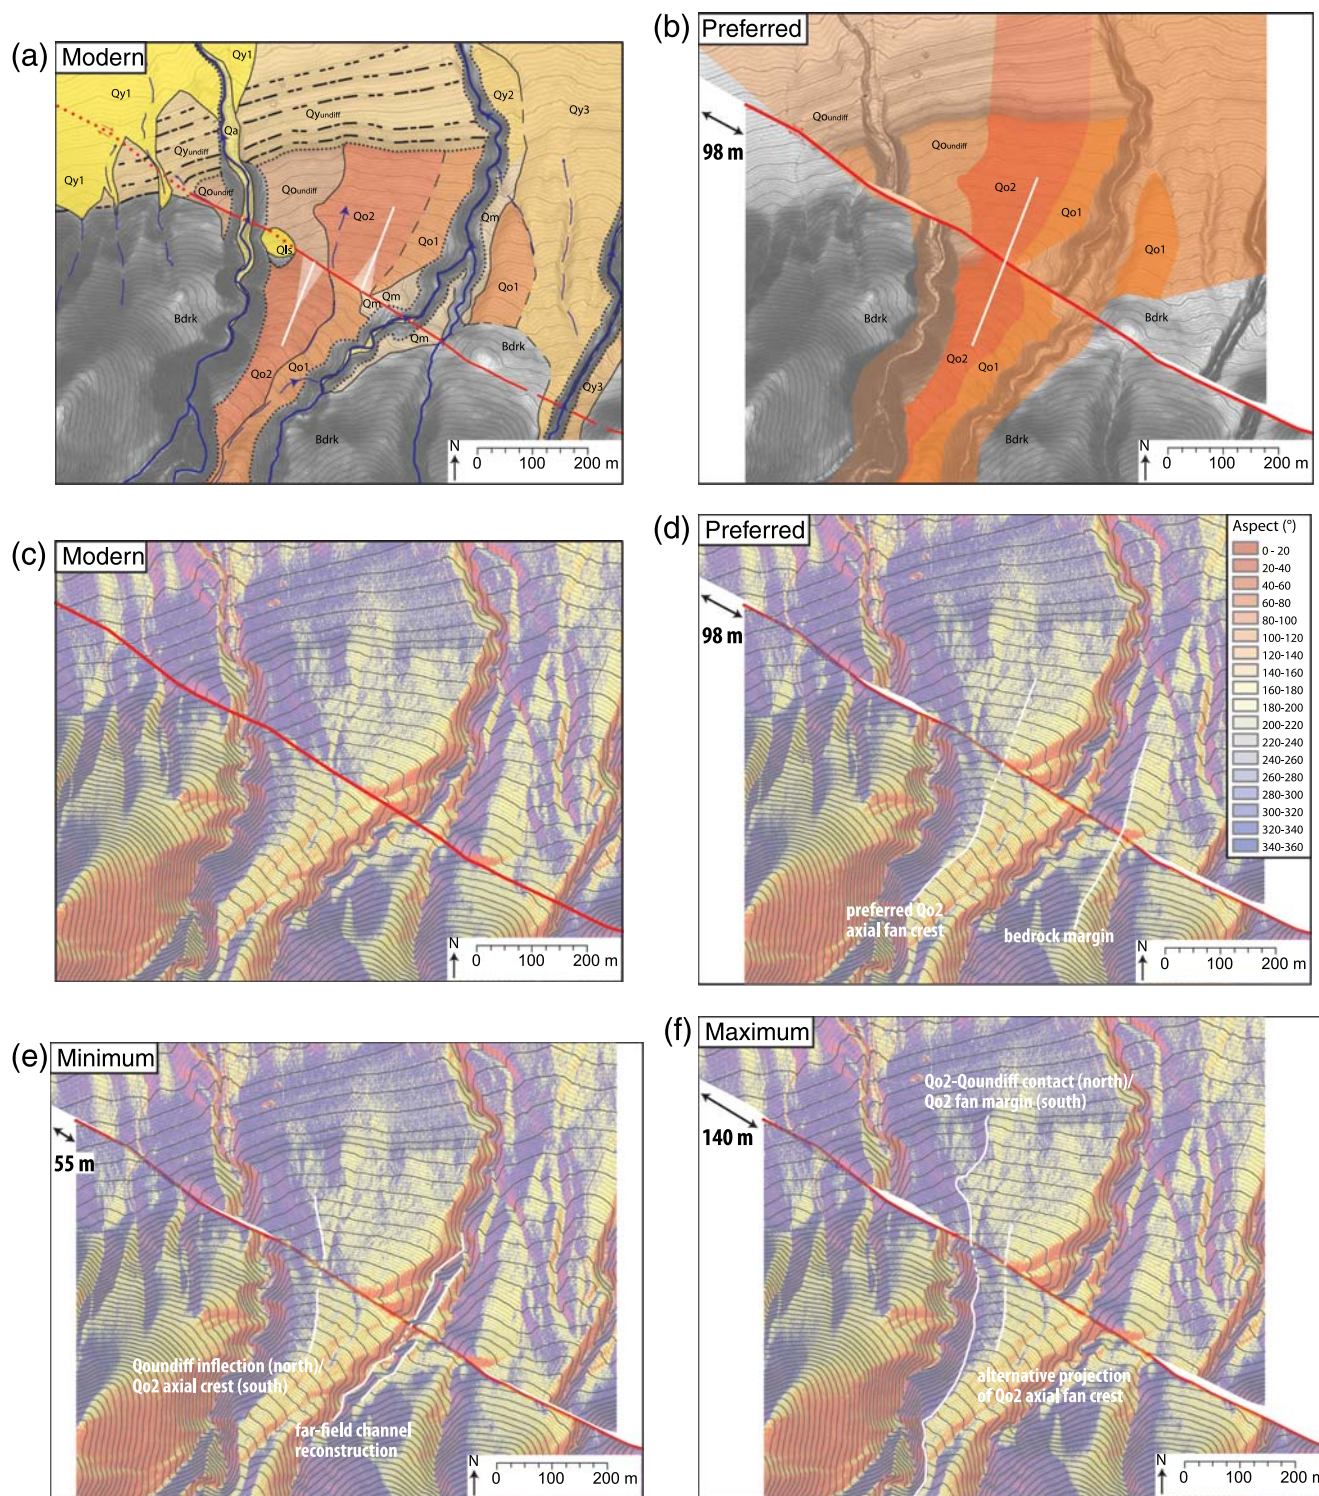 (a)
Modern
Qy1
Qy1
Qy1
Qyundiff
Qyundiff
Qa
Qy2
Qy3
Qoundiff
Qoundiff
Qo2
Qm
Qls
Qo1
Qm
Qm
Qm
Qo1
Bdrk
Bdrk
Qo2
Qo1
Qy3
Bdrk
N
0 100 200 m
(b)
Preferred
98 m
Qoundiff
Qoundiff
Qo2
Qo1
Qo1
Bdrk
Bdrk
Qo2
Qo1
Bdrk
N
0 100 200 m
(c)
Modern
N
0 100 200 m
(d)
Preferred
98 m
Aspect (°)
0 - 20
20-40
40-60
60-80
80-100
100-120
120-140
140-160
160-180
180-200
200-220
220-240
240-260
260-280
280-300
300-320
320-340
340-360
preferred Qo2
axial fan crest
bedrock margin
N
0 100 200 m
(e)
Minimum
55 m
Qoundiff inflection (north)/
Qo2 axial crest (south)
far-field channel
reconstruction
N
0 100 200 m
(f)
Maximum
140 m
Qo2-Qoundiff contact (north)/
Qo2 fan margin (south)
alternative projection
of Qo2 axial fan crest
N
0 100 200 m